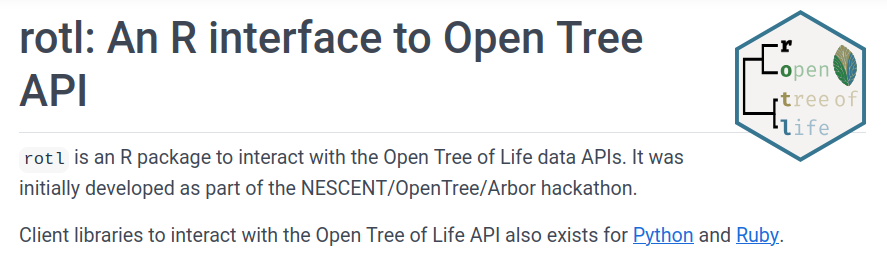 rotl: An R interface to Open Tree
API
r
open
tree of
life
rotl is an R package to interact with the Open Tree of Life data APIs. It was
initially developed as part of the NESCENT/OpenTree/Arbor hackathon.
Client libraries to interact with the Open Tree of Life API also exists for Python and Ruby.